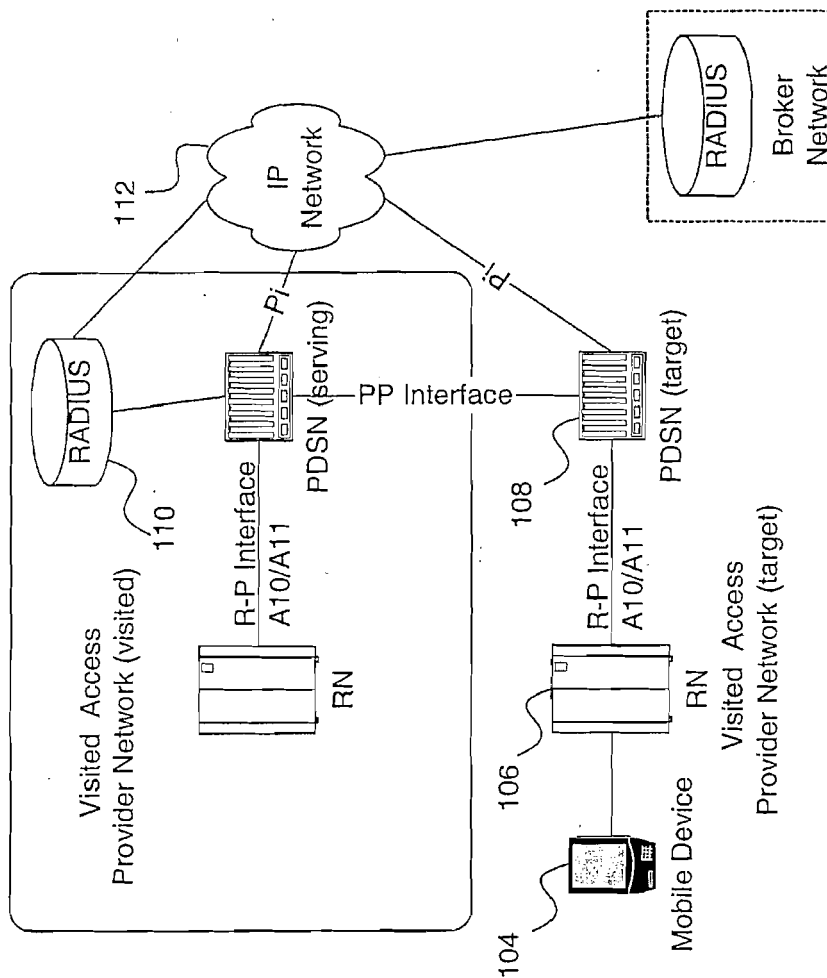 Visited Access
Provider Network (visited)
RADIUS
110
R-P Interface
A10/A11
RN
PDSN (serving)
Pi
112
IP
Network
PP Interface
Pi
104
Mobile Device
106
RN
Visited Access
Provider Network (target)
R-P Interface
A10/A11
108
PDSN (target)
RADIUS
Broker
Network